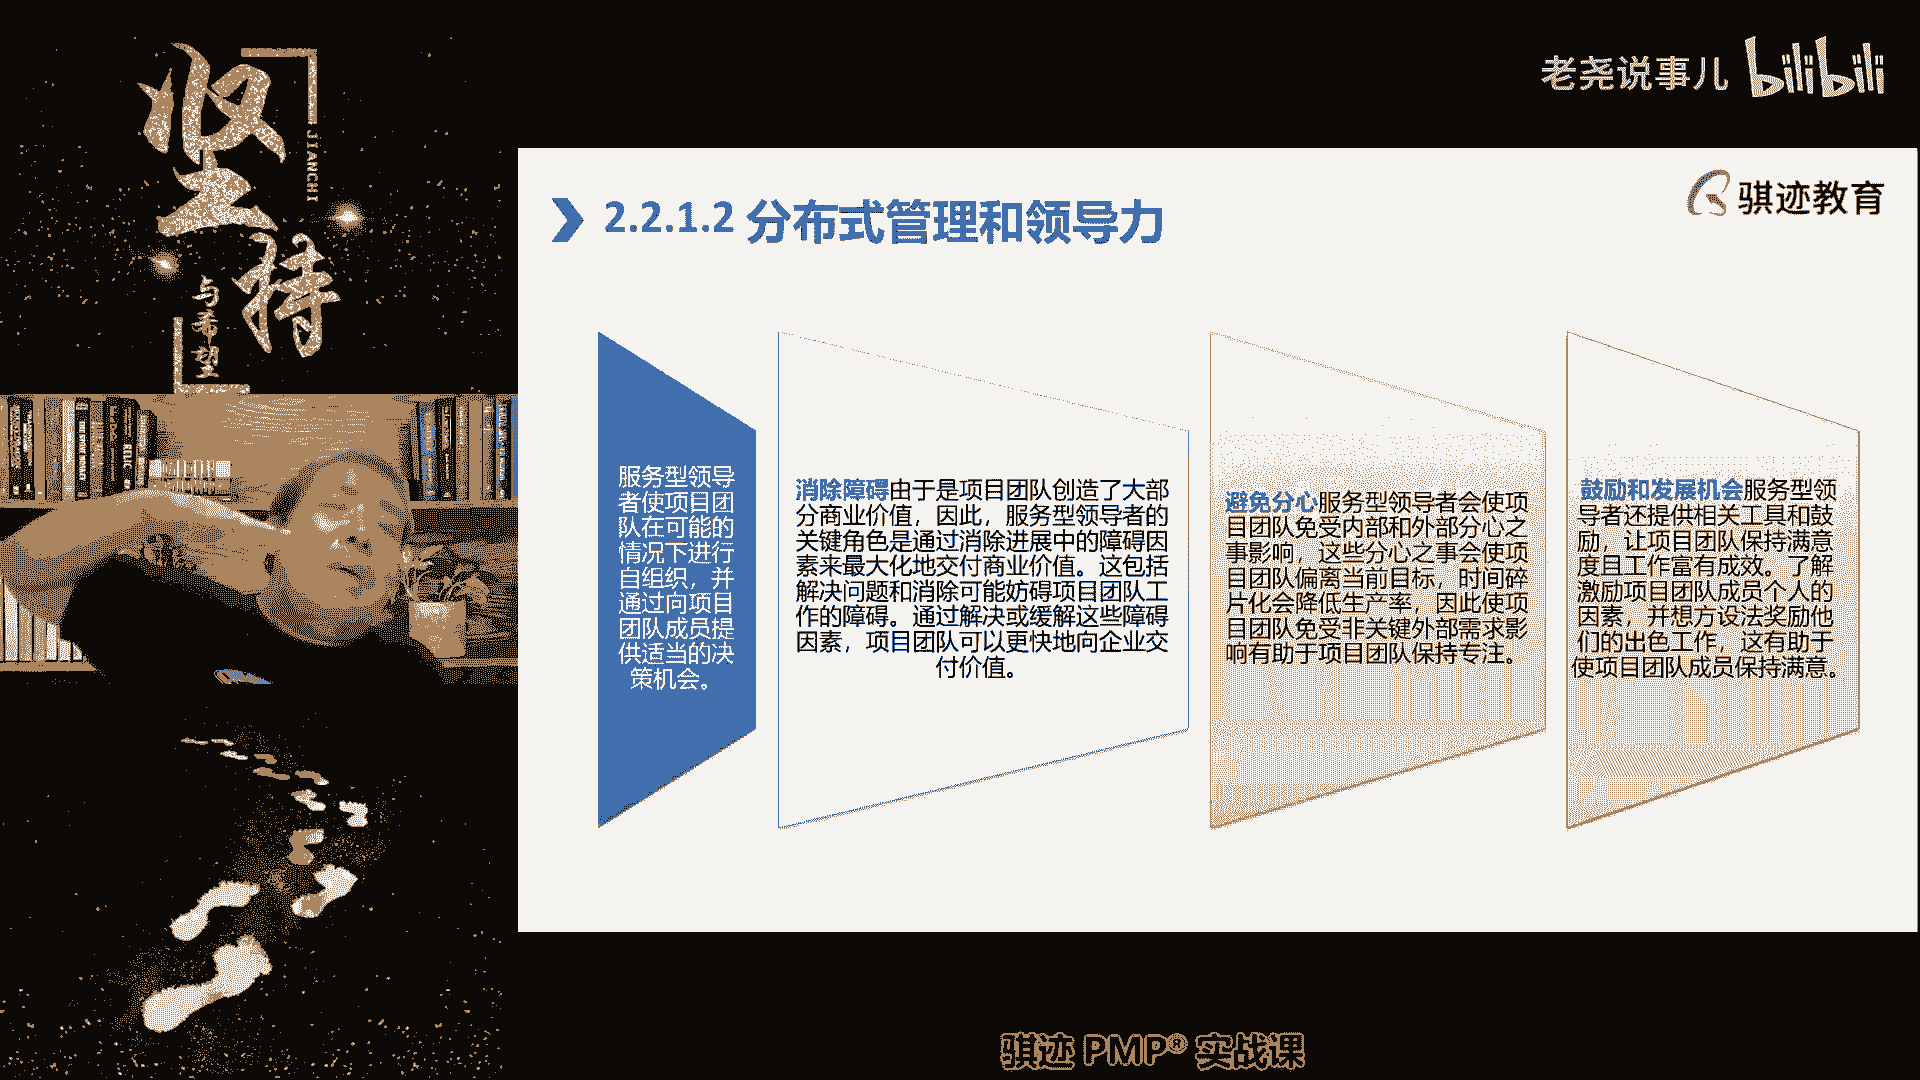 坚持
JIANCHI
与希望
老尧说事儿 bilibili
骐迹教育
2.2.1.2 分布式管理和领导力
服务型领导
者使项目团
队在可能的
情况下进行
自组织，并
通过向项目
团队成员提
供适当的决
策机会。
消除障碍由于是项目团队创造了大部
分商业价值，因此，服务型领导者的
关键角色是通过消除进展中的障碍因
素来最大化地交付商业价值。这包括
解决问题和消除可能妨碍项目团队工
作的障碍。通过解决或缓解这些障碍
因素，项目团队可以更快地向企业交
付价值。
避免分心服务型领导者会使项
目团队免受内部和外部分心之
事影响，这些分心之事会使项
目团队偏离当前目标，时间碎
片化会降低生产率，因此使项
目团队免受非关键外部需求影
响有助于项目团队保持专注。
鼓励和发展机会服务型领
导者还提供相关工具和鼓
励，让项目团队保持满意
度且工作富有成效。了解
激励项目团队成员个人的
因素，并想方设法奖励他
们的出色工作，这有助于
使项目团队成员保持满意。
骐迹 PMP® 实战课